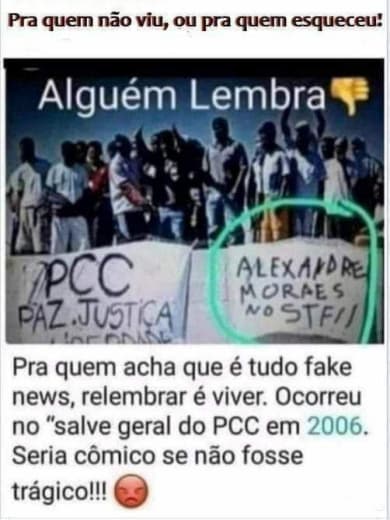 Pra quem não viu, ou pra quem esqueceu!
Alguém Lembra
PCC
PAZ.JUSTIÇA
ALEXANDRE
MORAES
NO STF//
Pra quem acha que é tudo fake
news, relembrar é viver. Ocorreu
no "salve geral do PCC em 2006.
Seria cômico se não fosse
trágico!!!